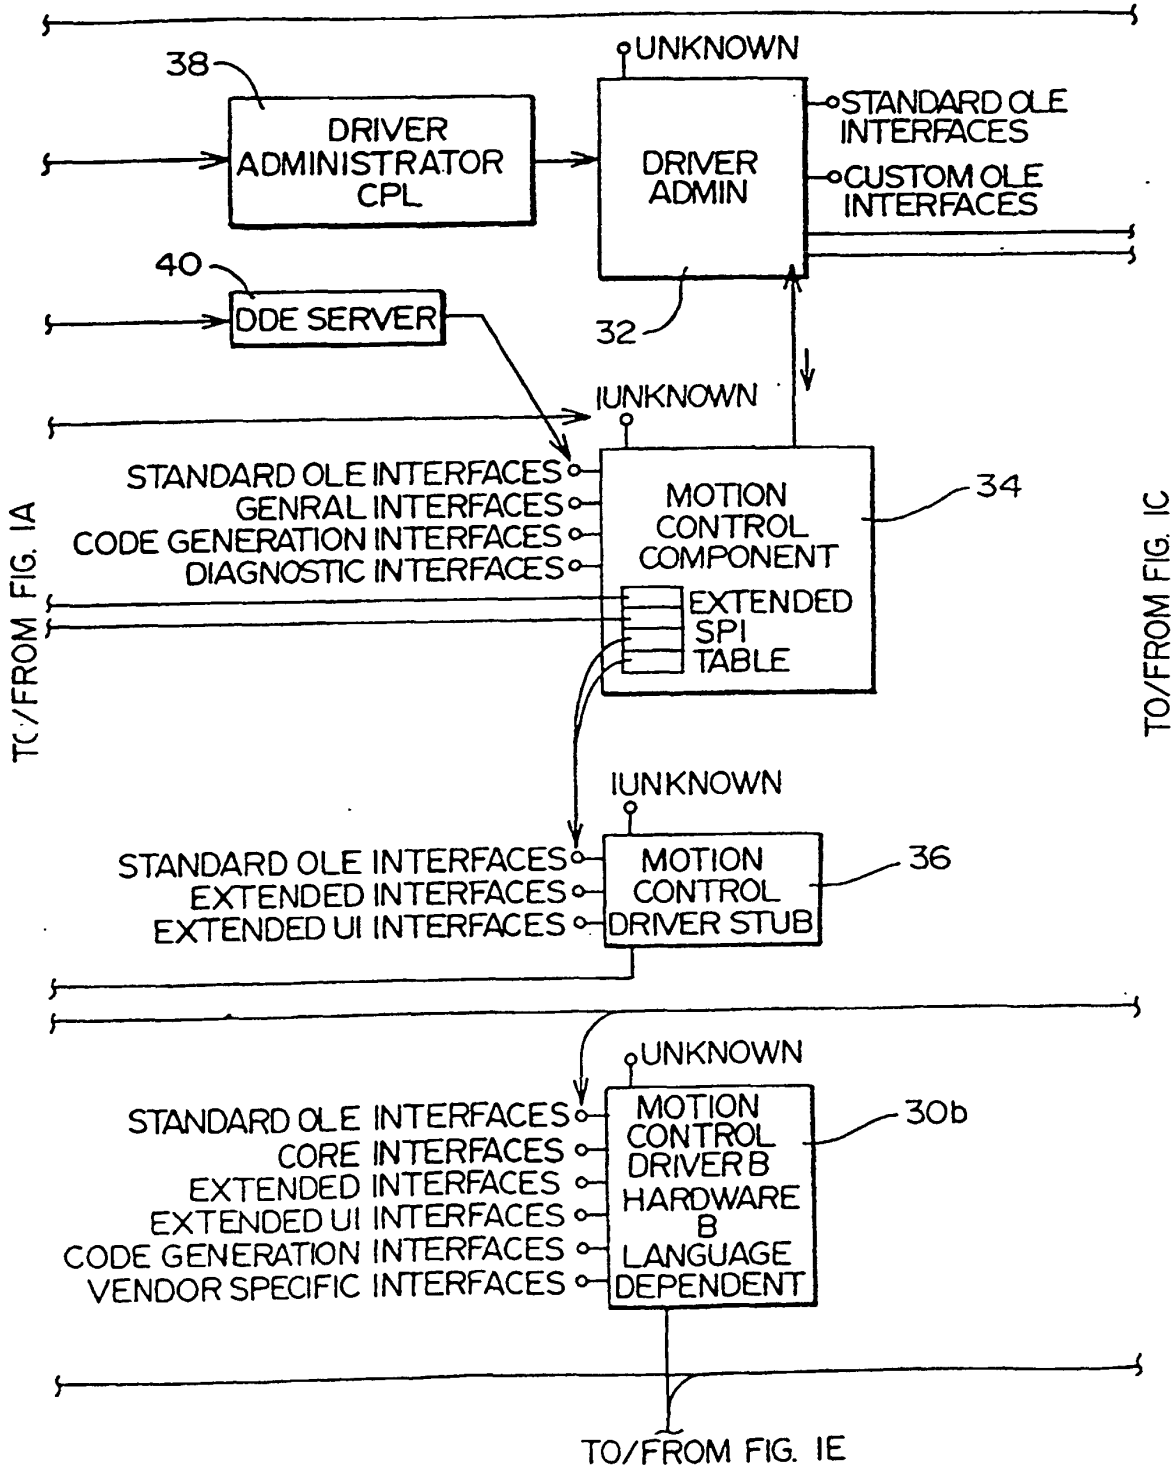 UNKNOWN
38
DRIVER
ADMINISTRATOR
CPL
DRIVER
ADMIN
STANDARD OLE
INTERFACES
CUSTOM OLE
INTERFACES
40
DDE SERVER
32
IUNKNOWN
STANDARD OLE INTERFACES
GENRAL INTERFACES
CODE GENERATION INTERFACES
DIAGNOSTIC INTERFACES
MOTION
CONTROL
COMPONENT
34
EXTENDED
SPI
TABLE
TO/FROM FIG. 1A
TO/FROM FIG. 1C
IUNKNOWN
STANDARD OLE INTERFACES
EXTENDED INTERFACES
EXTENDED UI INTERFACES
MOTION
CONTROL
DRIVER STUB
36
UNKNOWN
STANDARD OLE INTERFACES
CORE INTERFACES
EXTENDED INTERFACES
EXTENDED UI INTERFACES
CODE GENERATION INTERFACES
VENDOR SPECIFIC INTERFACES
MOTION
CONTROL
DRIVER B
HARDWARE
B
LANGUAGE
DEPENDENT
30b
TO/FROM FIG. 1E